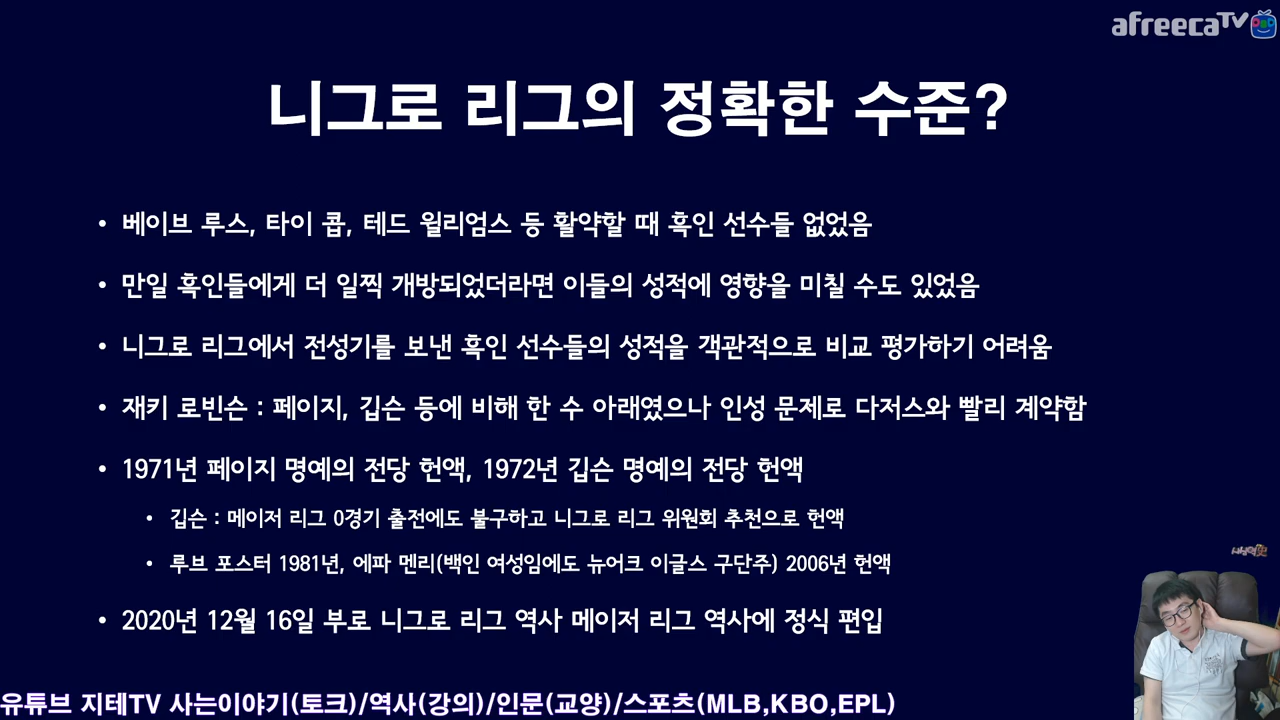 afreecaTV
니그로 리그의 정확한 수준?
• 베이브 루스, 타이 콥, 테드 윌리엄스 등 활약할 때 흑인 선수들 없었음
• 만일 흑인들에게 더 일찍 개방되었더라면 이들의 성적에 영향을 미칠 수도 있었음
• 니그로 리그에서 전성기를 보낸 흑인 선수들의 성적을 객관적으로 비교 평가하기 어려움
• 재키 로빈슨 : 페이지, 깁슨 등에 비해 한 수 아래였으나 인성 문제로 다저스와 빨리 계약함
• 1971년 페이지 명예의 전당 헌액, 1972년 깁슨 명예의 전당 헌액
• 깁슨 : 메이저 리그 0경기 출전에도 불구하고 니그로 리그 위원회 추천으로 헌액
• 루브 포스터 1981년, 에파 멘리(백인 여성임에도 뉴어크 이글스 구단주) 2006년 헌액
• 2020년 12월 16일 부로 니그로 리그 역사 메이저 리그 역사에 정식 편입
유튜브 지테TV 사는이야기(토크)/역사(강의)/인문(교양)/스포츠(MLB,KBO,EPL)